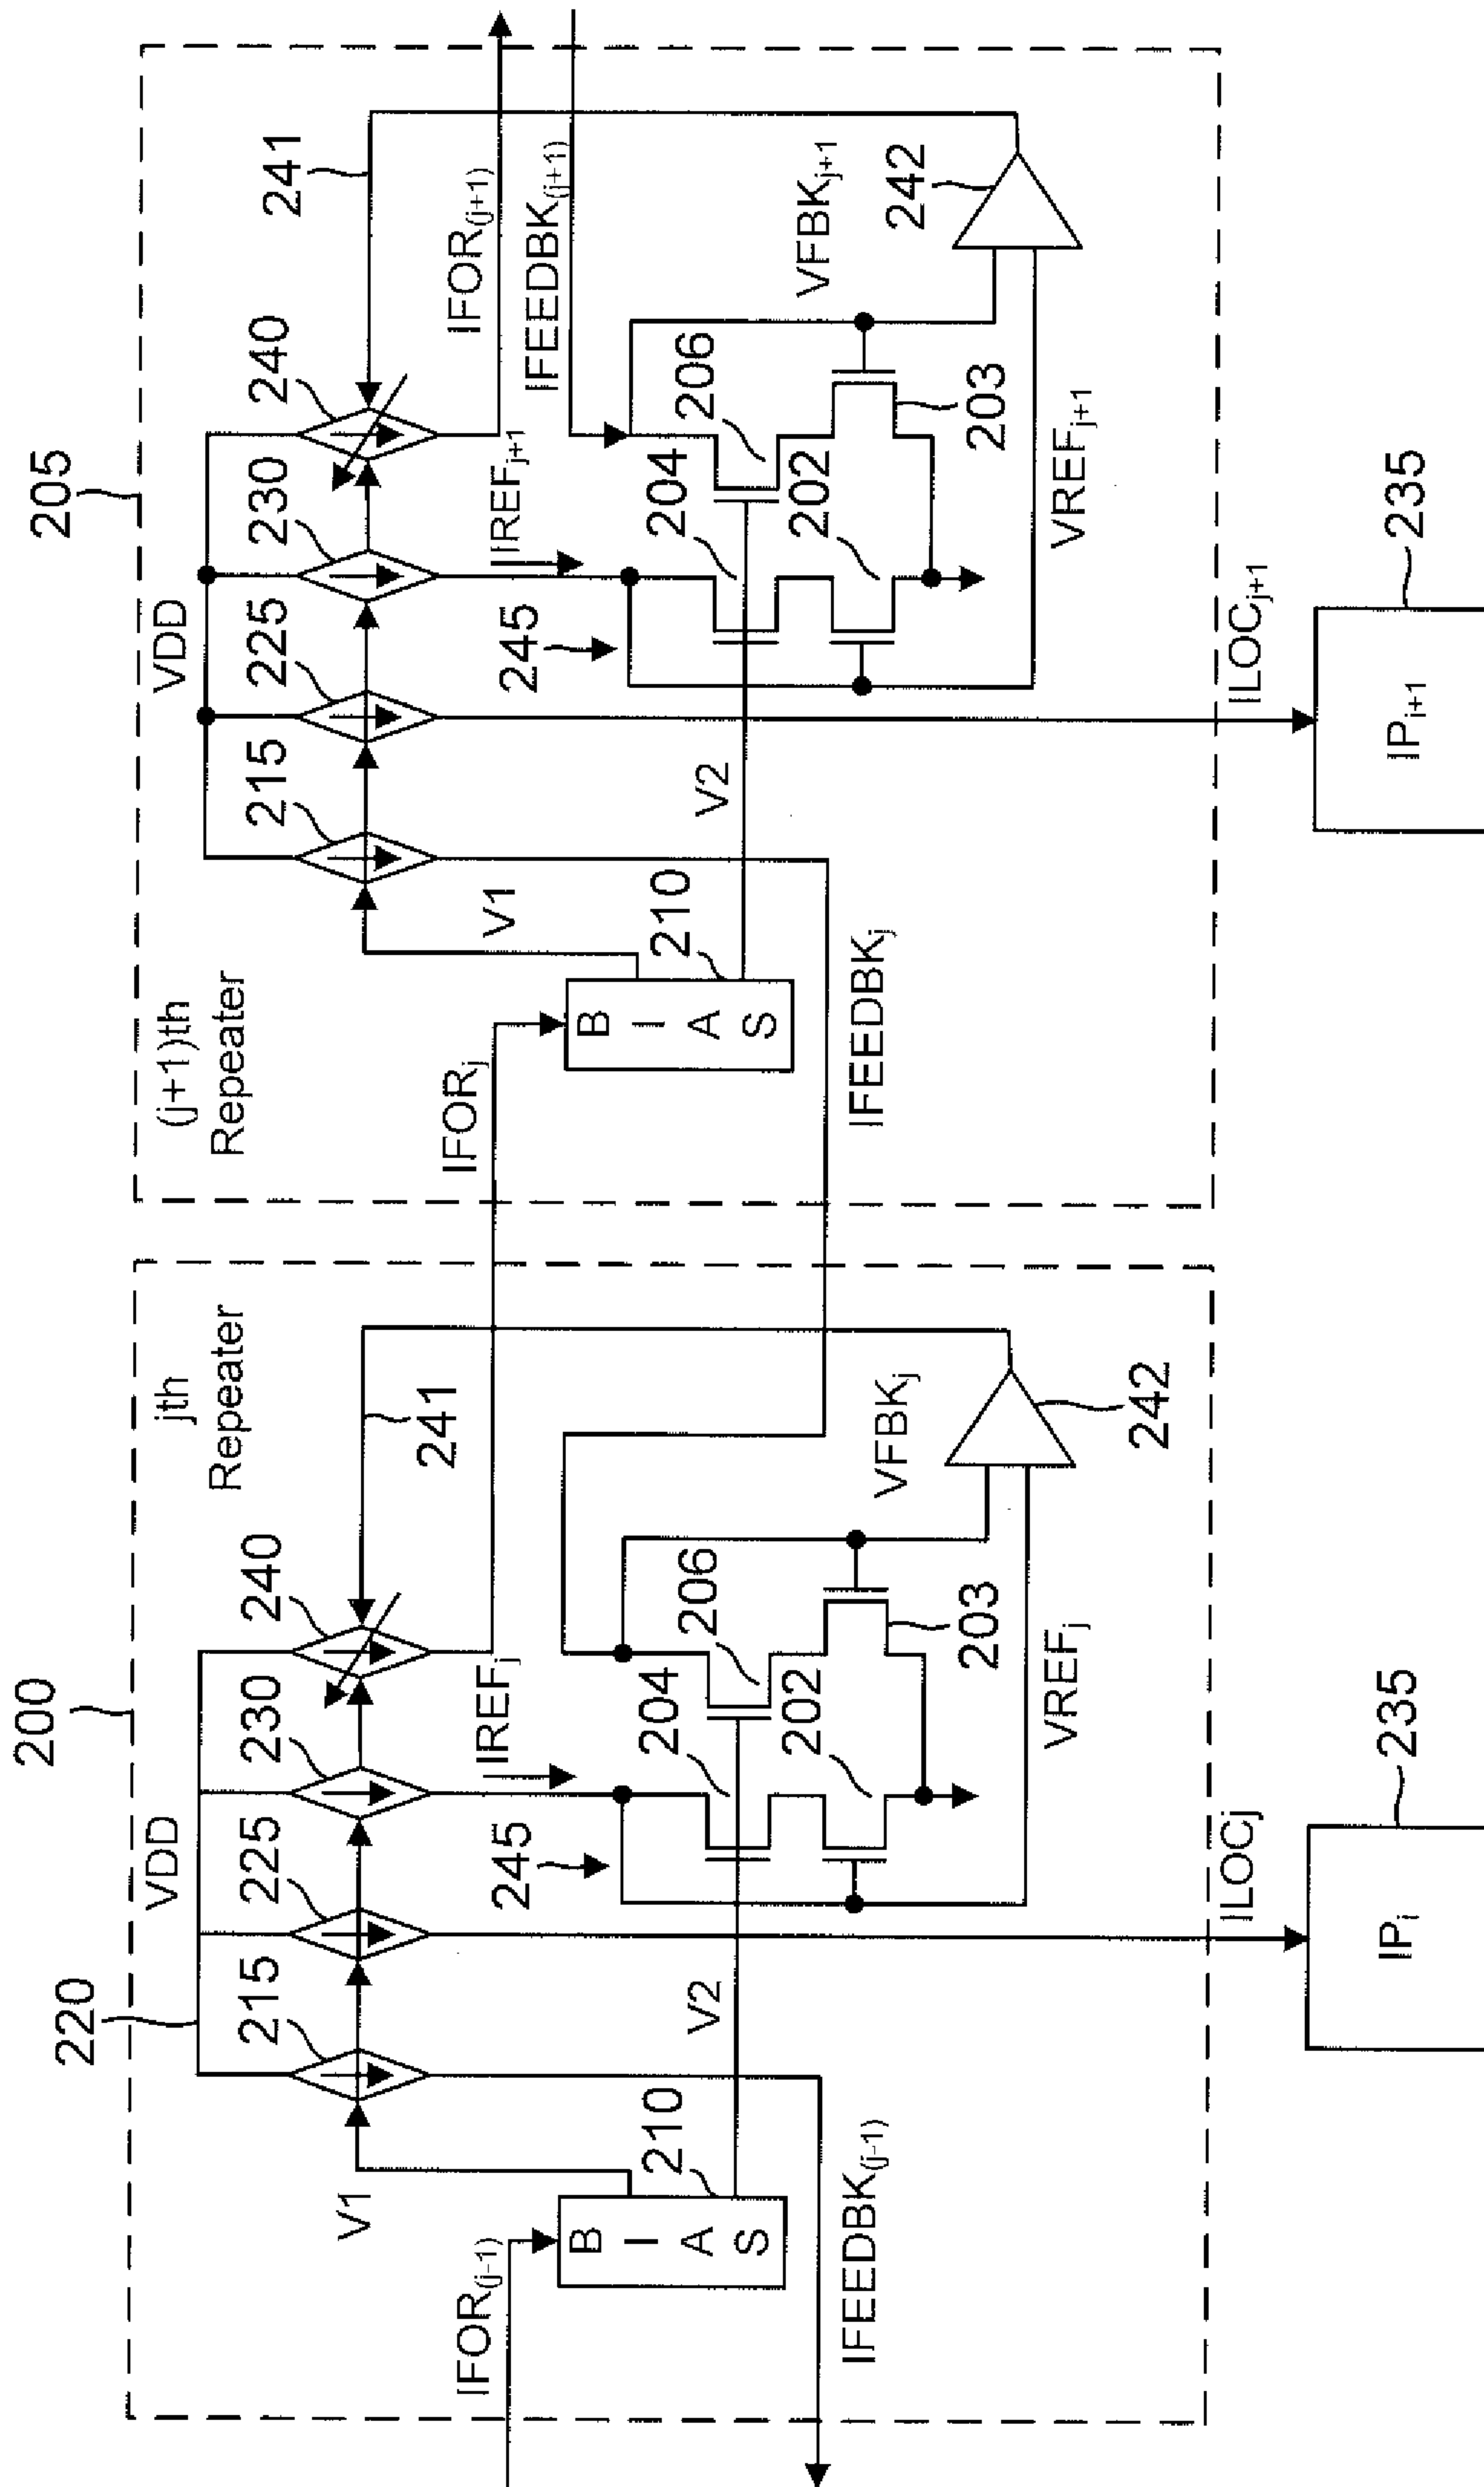 200
jth
Repeater
220
VDD
215
225
230
240
241
V1
IFOR(j-1)
210
B I A S
V2
IREFj
245
204
206
202
203
VFBKj
242
VREFj
IFEEDBK(j-1)
ILOCj
235
IPi
205
(j+1)th
Repeater
VDD
215
225
230
240
241
V1
IFORj
210
B I A S
V2
IFOR(j+1)
IFEEDBK(j+1)
IREFj+1
245
204
206
202
203
VFBKj+1
242
VREFj+1
IFEEDBKj
ILOCj+1
235
IPi+1